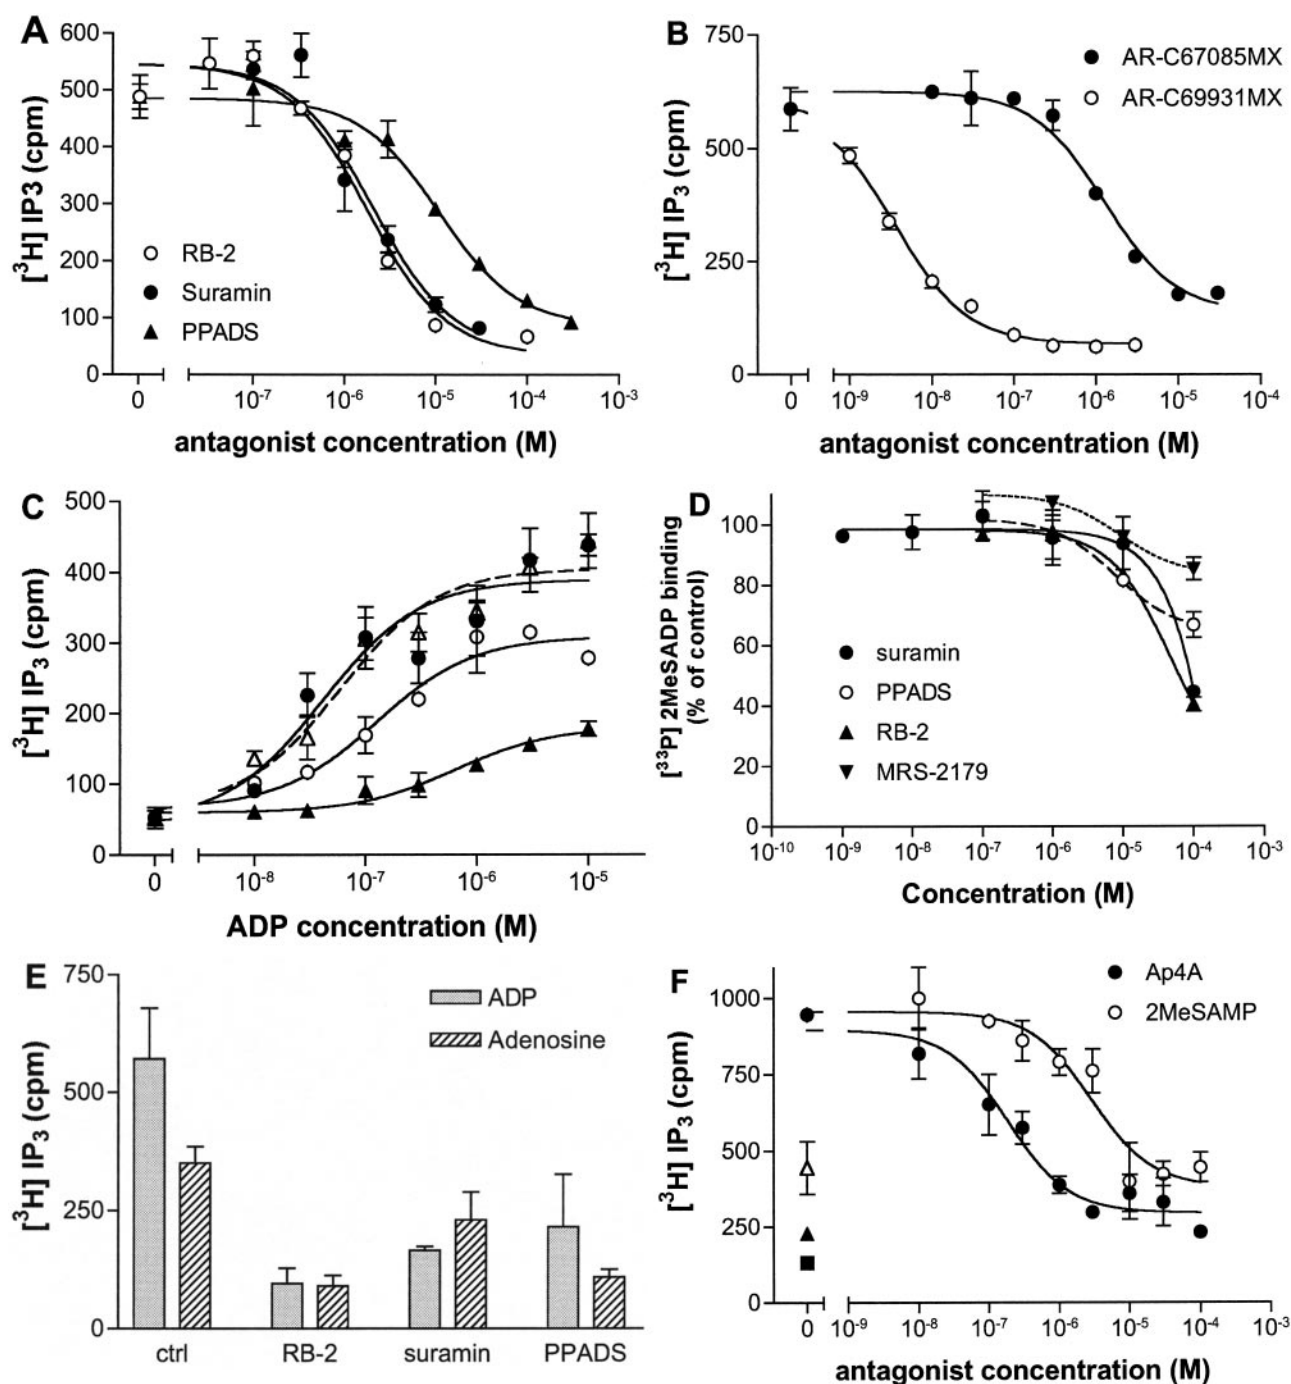 A
600
500
400
300
200
100
0
[³H] IP3 (cpm)
RB-2
Suramin
PPADS
0
10⁻⁷
10⁻⁶
10⁻⁵
10⁻⁴
10⁻³
antagonist concentration (M)
B
750
500
250
0
[³H] IP₃ (cpm)
AR-C67085MX
AR-C69931MX
0
10⁻⁹
10⁻⁸
10⁻⁷
10⁻⁶
10⁻⁵
10⁻⁴
antagonist concentration (M)
C
500
400
300
200
100
0
[³H] IP₃ (cpm)
0
10⁻⁸
10⁻⁷
10⁻⁶
10⁻⁵
ADP concentration (M)
D
100
80
60
40
20
0
[³³P] 2MeSADP binding
(% of control)
suramin
PPADS
RB-2
MRS-2179
10⁻¹⁰
10⁻⁹
10⁻⁸
10⁻⁷
10⁻⁶
10⁻⁵
10⁻⁴
10⁻³
Concentration (M)
E
750
500
250
0
[³H] IP₃ (cpm)
ADP
Adenosine
ctrl
RB-2
suramin
PPADS
F
1000
750
500
250
0
[³H] IP₃ (cpm)
Ap4A
2MeSAMP
0
10⁻⁹
10⁻⁸
10⁻⁷
10⁻⁶
10⁻⁵
10⁻⁴
10⁻³
antagonist concentration (M)